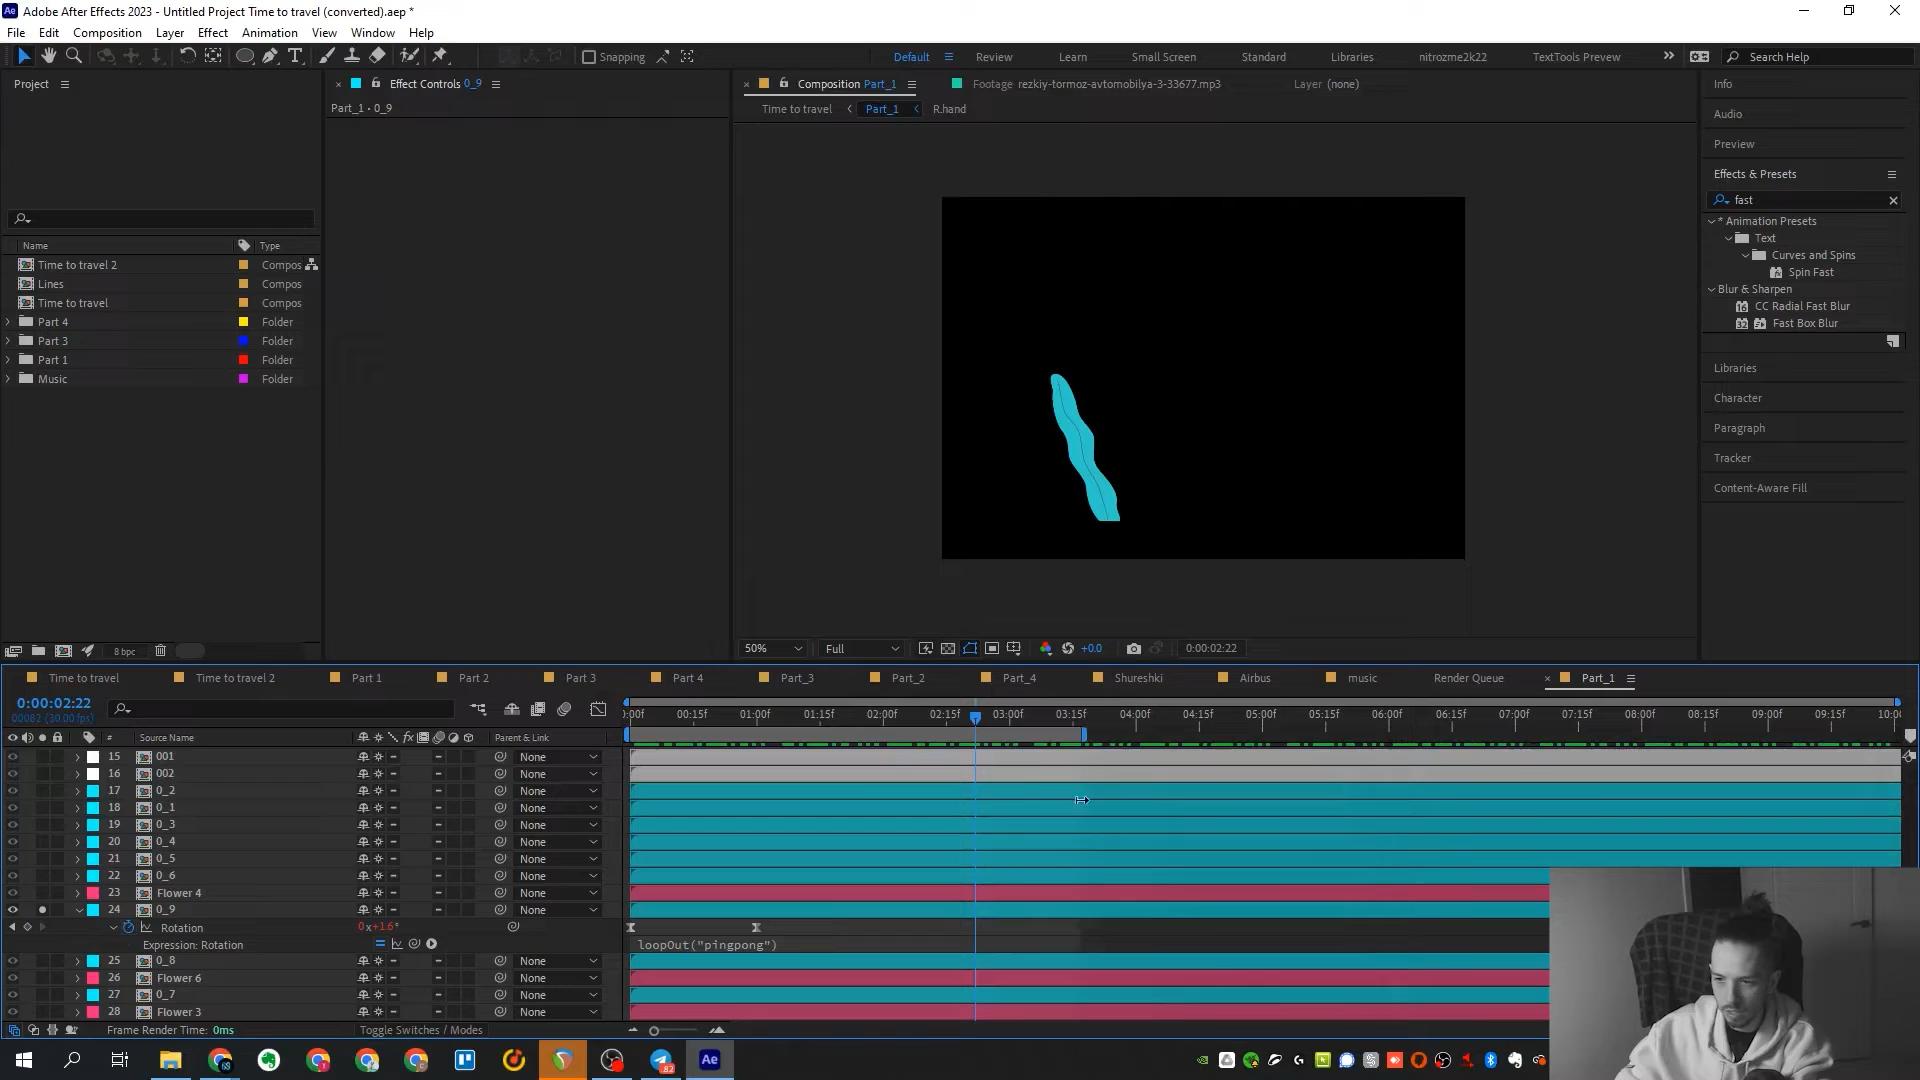 Adobe After Effects 2023 - Untitled Project Time to travel (converted).aep *
File Edit Composition Layer Effect Animation View Window Help
Snapping
Default Review Learn Small Screen Standard Libraries nitrozme2k22 TextTools Preview Search Help
Project
Effect Controls 0_9
Part_1 • 0_9
Composition Part_1
Footage rezkiy-tormoz-avtomobilya-3-33677.mp3
Layer (none)
Time to travel Part_1 R.hand
Name Type
Time to travel 2 Compos
Lines Compos
Time to travel Compos
Part 4 Folder
Part 3 Folder
Part 1 Folder
Music Folder
8 bpc
50% Full +0.0 0:00:02:22
Info
Audio
Preview
Effects & Presets
fast
* Animation Presets
Text
Curves and Spins
Spin Fast
Blur & Sharpen
CC Radial Fast Blur
Fast Box Blur
Libraries
Character
Paragraph
Tracker
Content-Aware Fill
Time to travel Time to travel 2 Part 1 Part 2 Part 3 Part 4 Part_3 Part_2 Part_4 Shureshki Airbus music Render Queue Part_1
0:00:02:22
00082 (30.00 fps)
:00f 00:15f 01:00f 01:15f 02:00f 02:15f 03:00f 03:15f 04:00f 04:15f 05:00f 05:15f 06:00f 06:15f 07:00f 07:15f 08:00f 08:15f 09:00f 09:15f 10:0
# Source Name Parent & Link
15 001 None
16 002 None
17 0_2 None
18 0_1 None
19 0_3 None
20 0_4 None
21 0_5 None
22 0_6 None
23 Flower 4 None
24 0_9 None
Rotation 0x+1.6°
Expression: Rotation loopOut("pingpong")
25 0_8 None
26 Flower 6 None
27 0_7 None
28 Flower 3 None
Frame Render Time: 0ms Toggle Switches / Modes
82
Ae